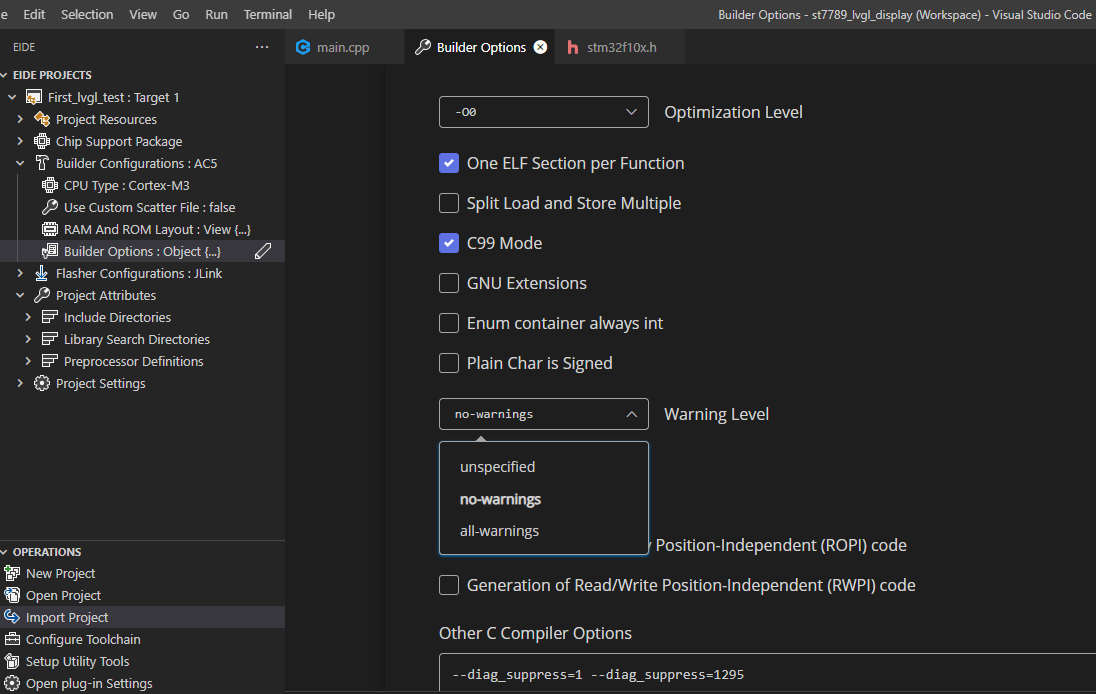 e Edit Selection View Go Run Terminal Help
Builder Options - st7789_lvgl_display (Workspace) - Visual Studio Code
EIDE
main.cpp
Builder Options
h stm32f10x.h
EIDE PROJECTS
First_lvgl_test : Target 1
Project Resources
Chip Support Package
Builder Configurations : AC5
CPU Type : Cortex-M3
Use Custom Scatter File : false
RAM And ROM Layout : View {...}
Builder Options : Object {...}
Flasher Configurations : JLink
Project Attributes
Include Directories
Library Search Directories
Preprocessor Definitions
Project Settings
OPERATIONS
New Project
Open Project
Import Project
Configure Toolchain
Setup Utility Tools
Open plug-in Settings
-O0 Optimization Level
One ELF Section per Function
Split Load and Store Multiple
C99 Mode
GNU Extensions
Enum container always int
Plain Char is Signed
no-warnings Warning Level
unspecified
no-warnings
all-warnings
Position-Independent (ROPI) code
Generation of Read/Write Position-Independent (RWPI) code
Other C Compiler Options
--diag_suppress=1 --diag_suppress=1295